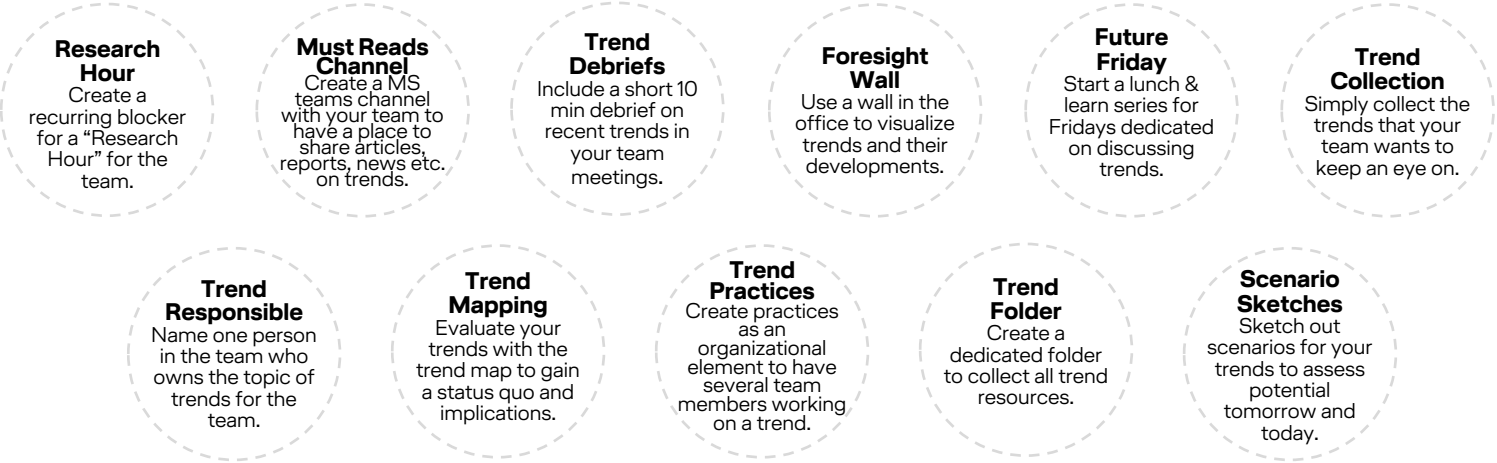 Research
Hour
Create a
recurring blocker
for a “Research
Hour” for the
team.
Must Reads
Channel
Create a MS
teams channel
with your team to
have a place to
share articles,
reports, news etc.
on trends.
Trend
Debriefs
Include a short 10
min debrief on
recent trends in
your team
meetings.
Foresight
Wall
Use a wall in the
office to visualize
trends and their
developments.
Future
Friday
Start a lunch &
learn series for
Fridays dedicated
on discussing
trends.
Trend
Collection
Simply collect the
trends that your
team wants to
keep an eye on.
Trend
Responsible
Name one person
in the team who
owns the topic of
trends for the
team.
Trend
Mapping
Evaluate your
trends with the
trend map to gain
a status quo and
implications.
Trend
Practices
Create practices
as an
organizational
element to have
several team
members working
on a trend.
Trend
Folder
Create a
dedicated folder
to collect all trend
resources.
Scenario
Sketches
Sketch out
scenarios for your
trends to assess
potential
tomorrow and
today.